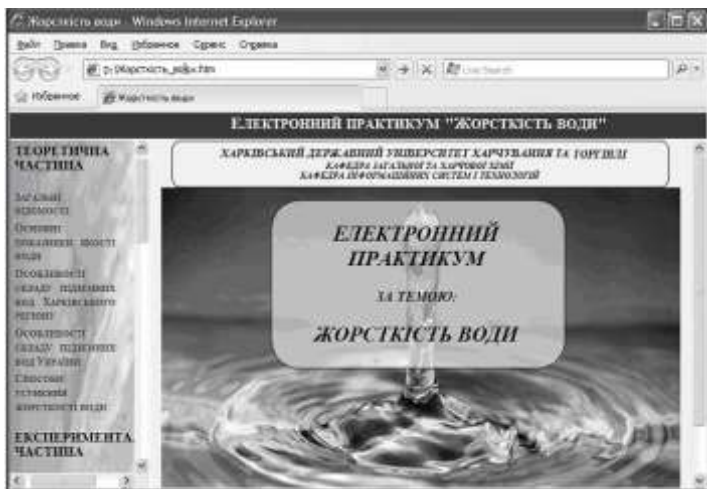 Жорсткість води - Windows Internet Explorer
Файл Правка Вид Избранное Сервис Справка
Live Search
Избранное Жорсткість води
ЕЛЕКТРОННИЙ ПРАКТИКУМ "ЖОРСТКІСТЬ ВОДИ"
ТЕОРЕТИЧНА
ЧАСТИНА
ЗАГАЛЬНІ
ВІДОМОСТІ
ОСНОВНІ
ПОКАЗНИКИ ЯКОСТІ
ВОДИ
ОСОБЛИВОСТІ
СКЛАДУ ПІДЗЕМНИХ
ВОД ХАРКІВСЬКОГО
РЕГІОНУ
ОСОБЛИВОСТІ
СКЛАДУ ПІДЗЕМНИХ
ВОД УКРАЇНИ
СПОСОБИ
УСУНЕННЯ
ЖОРСТКОСТІ ВОДИ
ЕКСПЕРИМЕНТА
ЧАСТИНА
ХАРКІВСЬКИЙ ДЕРЖАВНИЙ УНІВЕРСИТЕТ ХАРЧУВАННЯ ТА ТОРГІВЛІ
КАФЕДРА ЗАГАЛЬНОЇ ТА ХАРЧОВОЇ ХІМІЇ
КАФЕДРА ІНФОРМАЦІЙНИХ СИСТЕМ І ТЕХНОЛОГІЙ
ЕЛЕКТРОННИЙ
ПРАКТИКУМ
ЗА ТЕМОЮ:
ЖОРСТКІСТЬ ВОДИ